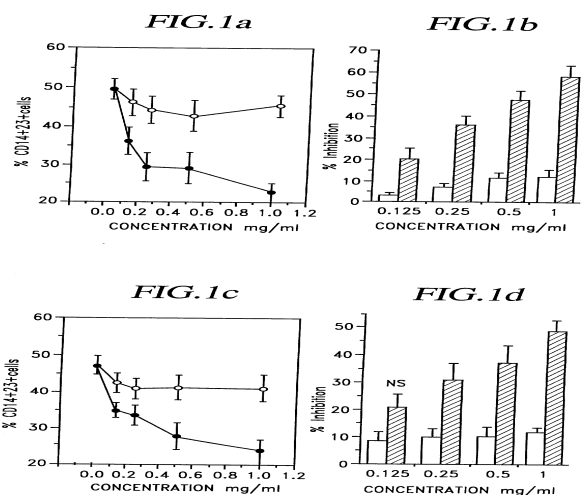 FIG.1a
60
50
40
30
20
% CD14+23+cells
0.0 0.2 0.4 0.6 0.8 1.0 1.2
CONCENTRATION mg/ml
FIG.1b
70
60
50
40
30
20
10
0
% Inhibition
0.125 0.25 0.5 1
CONCENTRATION mg/ml
FIG.1c
60
50
40
30
20
% CD14+23+cells
0.0 0.2 0.4 0.6 0.8 1.0 1.2
CONCENTRATION mg/ml
FIG.1d
50
40
30
20
10
0
% Inhibition
NS
0.125 0.25 0.5 1
CONCENTRATION mg/ml